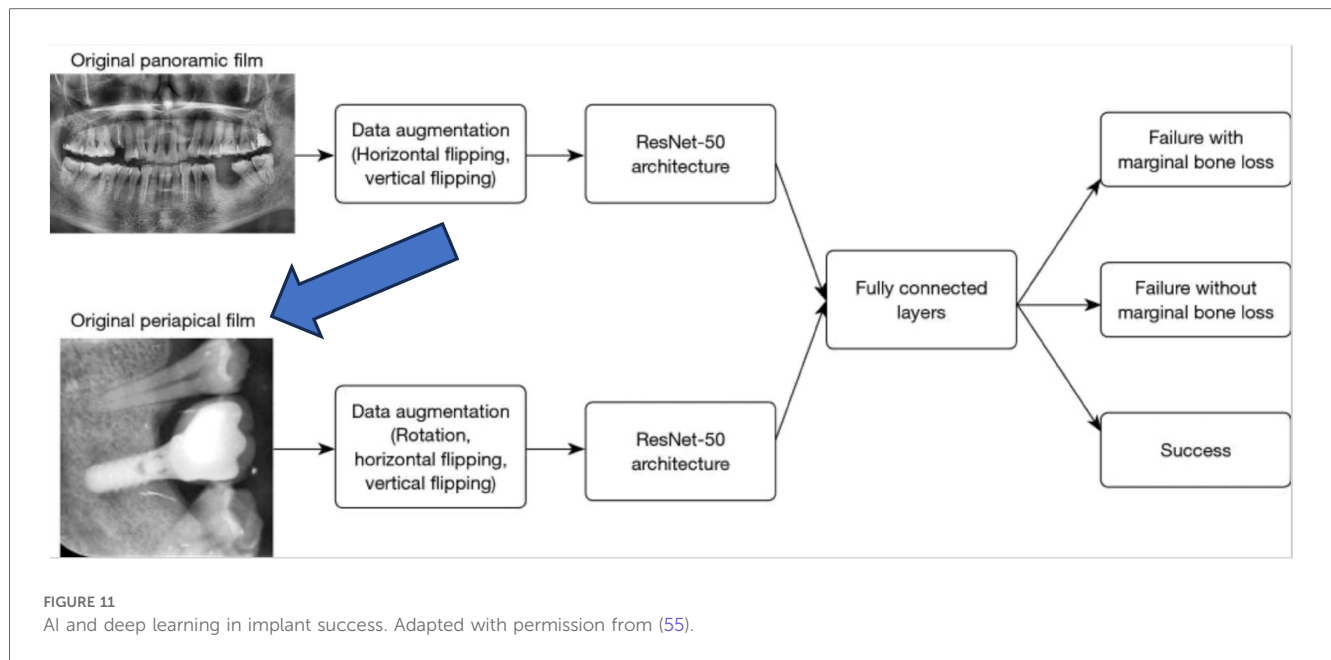 Original panoramic film
Data augmentation
(Horizontal flipping,
vertical flipping)
ResNet-50
architecture
Failure with
marginal bone loss
Fully connected
layers
Failure without
marginal bone loss
Original periapical film
Data augmentation
(Rotation,
horizontal flipping,
vertical flipping)
ResNet-50
architecture
Success
FIGURE 11
AI and deep learning in implant success. Adapted with permission from (55).